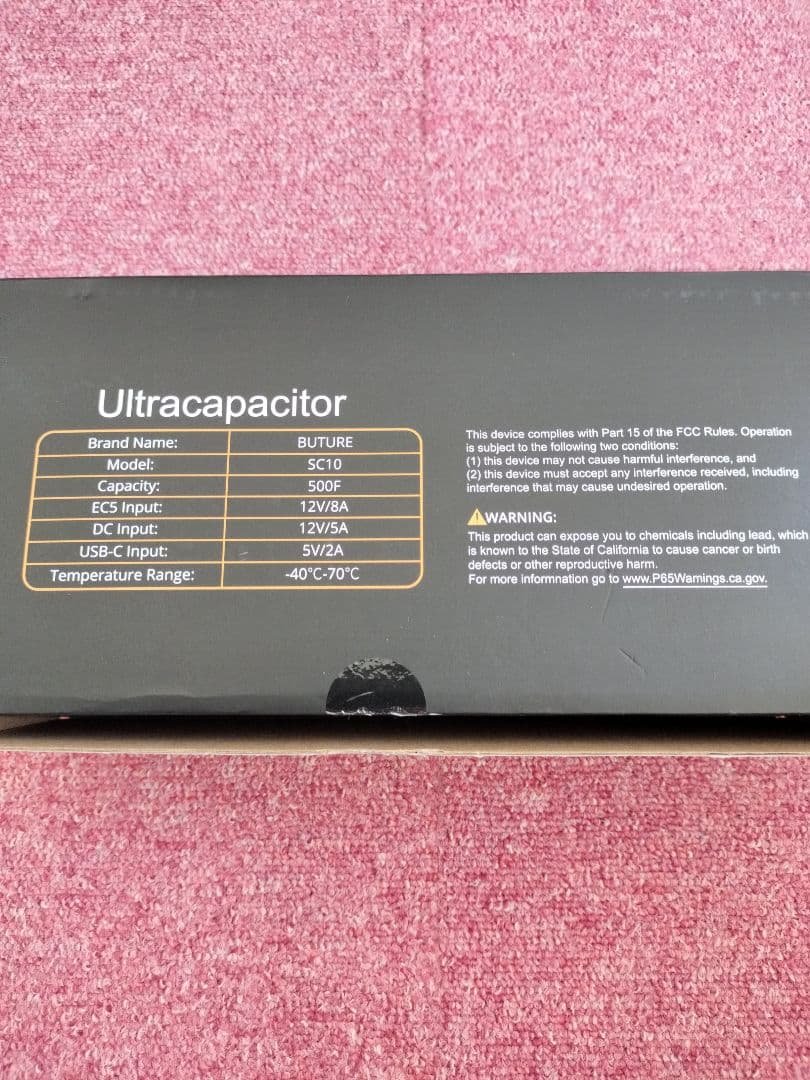 Ultracapacitor
Brand Name: BUTURE
Model: SC10
Capacity: 500F
EC5 Input: 12V/8A
DC Input: 12V/5A
USB-C Input: 5V/2A
Temperature Range: -40°C-70°C
This device complies with Part 15 of the FCC Rules. Operation
is subject to the following two conditions:
(1) this device may not cause harmful interference, and
(2) this device must accept any interference received, including
interference that may cause undesired operation.
WARNING:
This product can expose you to chemicals including lead, which
is known to the State of California to cause cancer or birth
defects or other reproductive harm.
For more informnation go to www.P65Wamings.ca.gov.